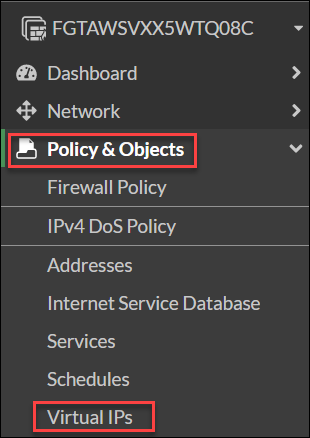 FGTAWSVXX5WTQ08C
Dashboard
Network
Policy & Objects
Firewall Policy
IPv4 DoS Policy
Addresses
Internet Service Database
Services
Schedules
Virtual IPs